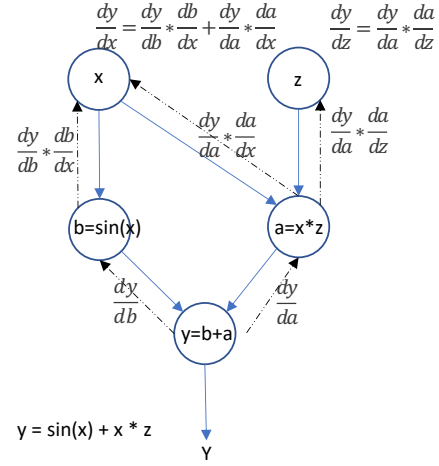 dy/dx = dy/db * db/dx + dy/da * da/dx
dy/dz = dy/da * da/dz
x
z
dy/db * db/dx
dy/da * da/dx
dy/da * da/dz
b=sin(x)
a=x*z
dy/db
dy/da
y=b+a
y = sin(x) + x * z
Y